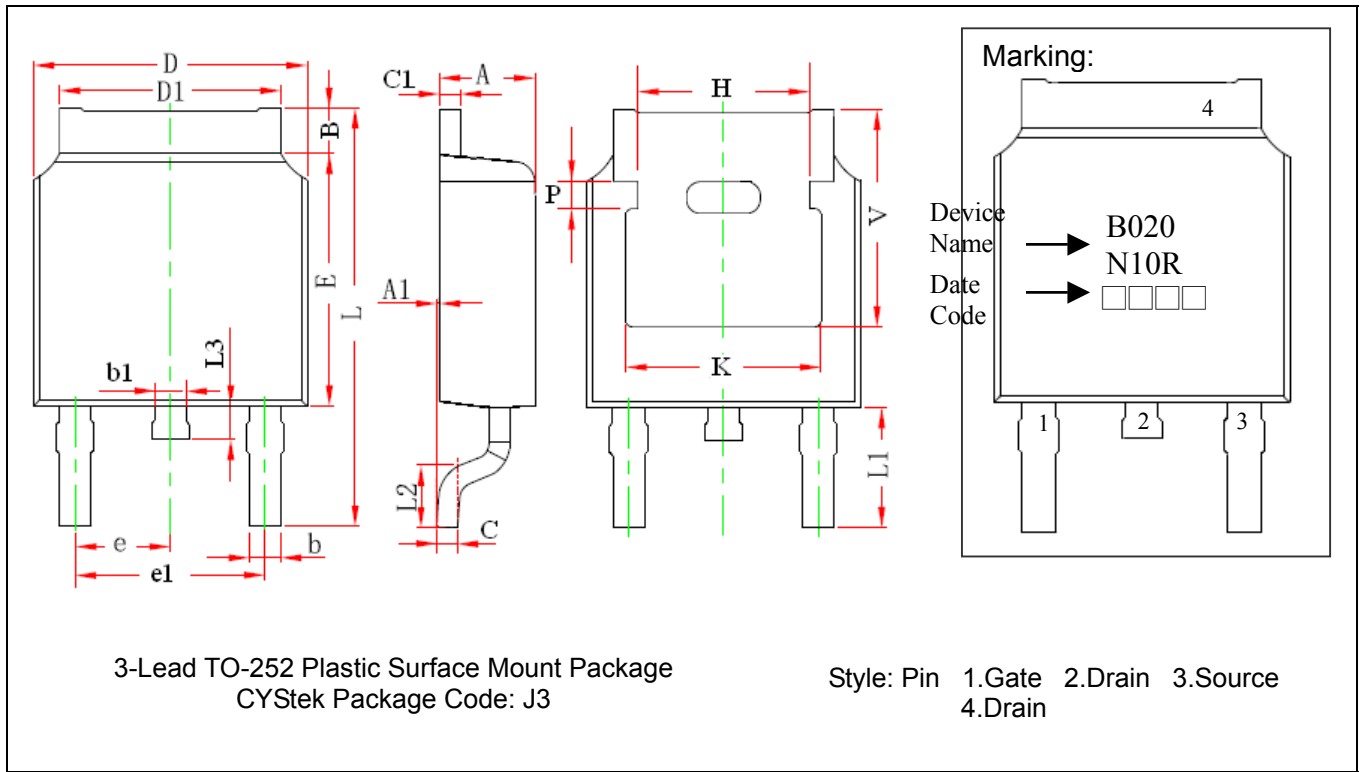 D
D1
B
E
L
L3
b1
e
e1
b
C1
A
A1
L2
C
H
P
V
K
L1
Marking:
4
Device
Name
B020
N10R
Date
Code
□□□□
1
2
3
3-Lead TO-252 Plastic Surface Mount Package
CYStek Package Code: J3
Style: Pin 1.Gate 2.Drain 3.Source
4.Drain